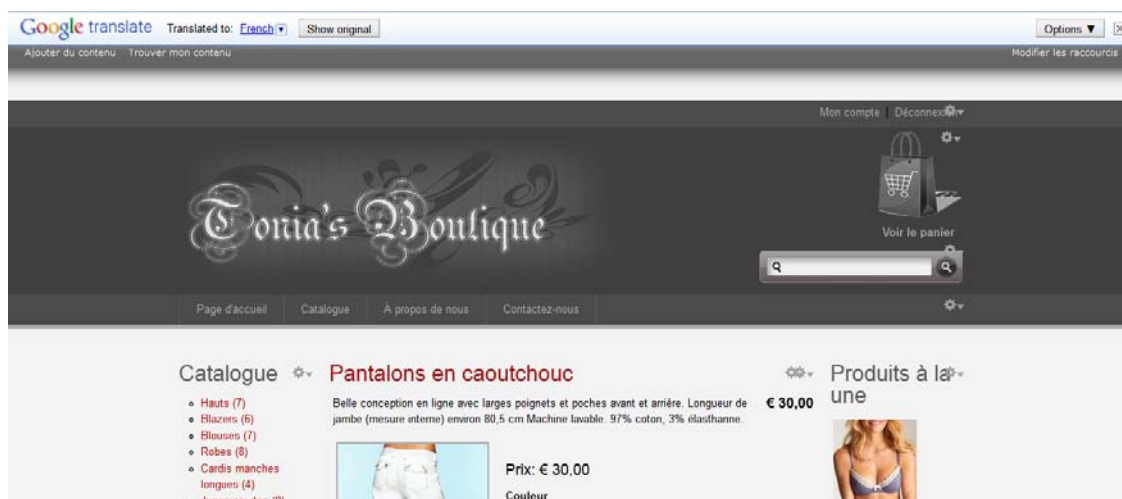 Google translate Translated to: French Show original Options ▼
Ajouter du contenu Trouver mon contenu Modifier les raccourcis
Mon compte Déconnexion
Tonia's Boutique
Voir le panier
Page d'accueil Catalogue À propos de nous Contactez-nous
Catalogue
Hauts (7)
Blazers (6)
Blouses (7)
Robes (8)
Cardis manches
longues (4)
Pantalons en caoutchouc
Belle conception en ligne avec larges poignets et poches avant et arrière. Longueur de
jambe (mesure interne) environ 80,5 cm Machine lavable. 97% coton, 3% élasthanne.
€ 30,00
Prix: € 30,00
Couleur
Produits à la
une